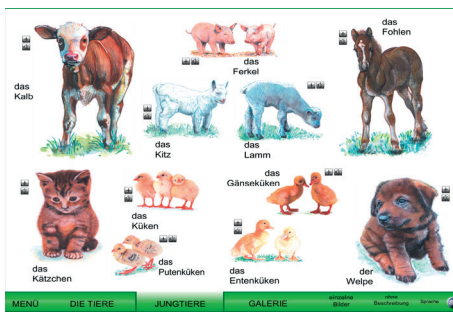 das
Kalb
das
Ferkel
das
Fohlen
das
Kitz
das
Lamm
das
Kätzchen
das
Küken
das
Putenküken
das
Gänseküken
das
Entenküken
der
Welpe
MENÜ
DIE TIERE
JUNGTIERE
GALERIE
einzelne
Bilder
ohne
Beschreibung
Sprache